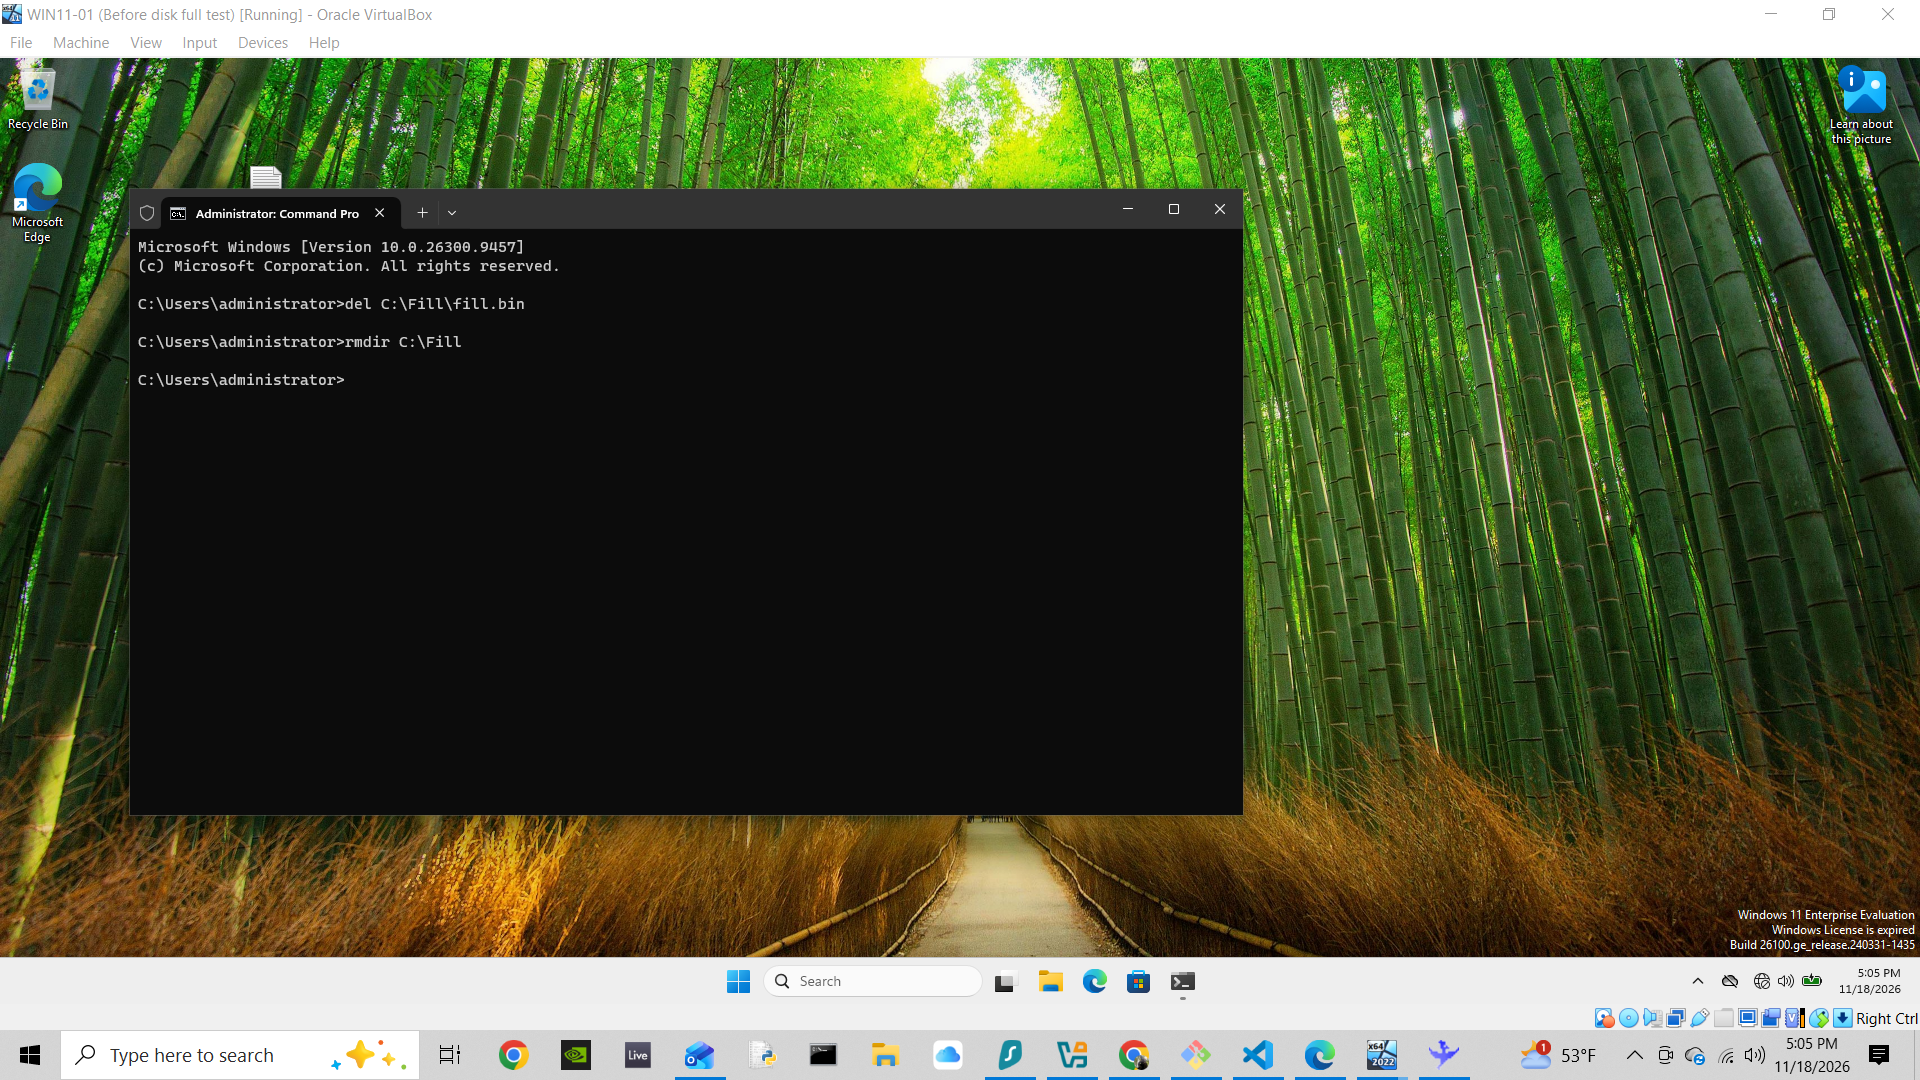 WIN11-01 (Before disk full test) [Running] - Oracle VirtualBox
File Machine View Input Devices Help
Recycle Bin
Microsoft
Edge
Learn about
this picture
Administrator: Command Pro
Microsoft Windows [Version 10.0.26300.9457]
(c) Microsoft Corporation. All rights reserved.
C:\Users\administrator>del C:\Fill\fill.bin
C:\Users\administrator>rmdir C:\Fill
C:\Users\administrator>
Windows 11 Enterprise Evaluation
Windows License is expired
Build 26100.ge_release.240331-1435
Search
5:05 PM
11/18/2026
Right Ctrl
Type here to search
Live
x64
2022
1
53°F
5:05 PM
11/18/2026